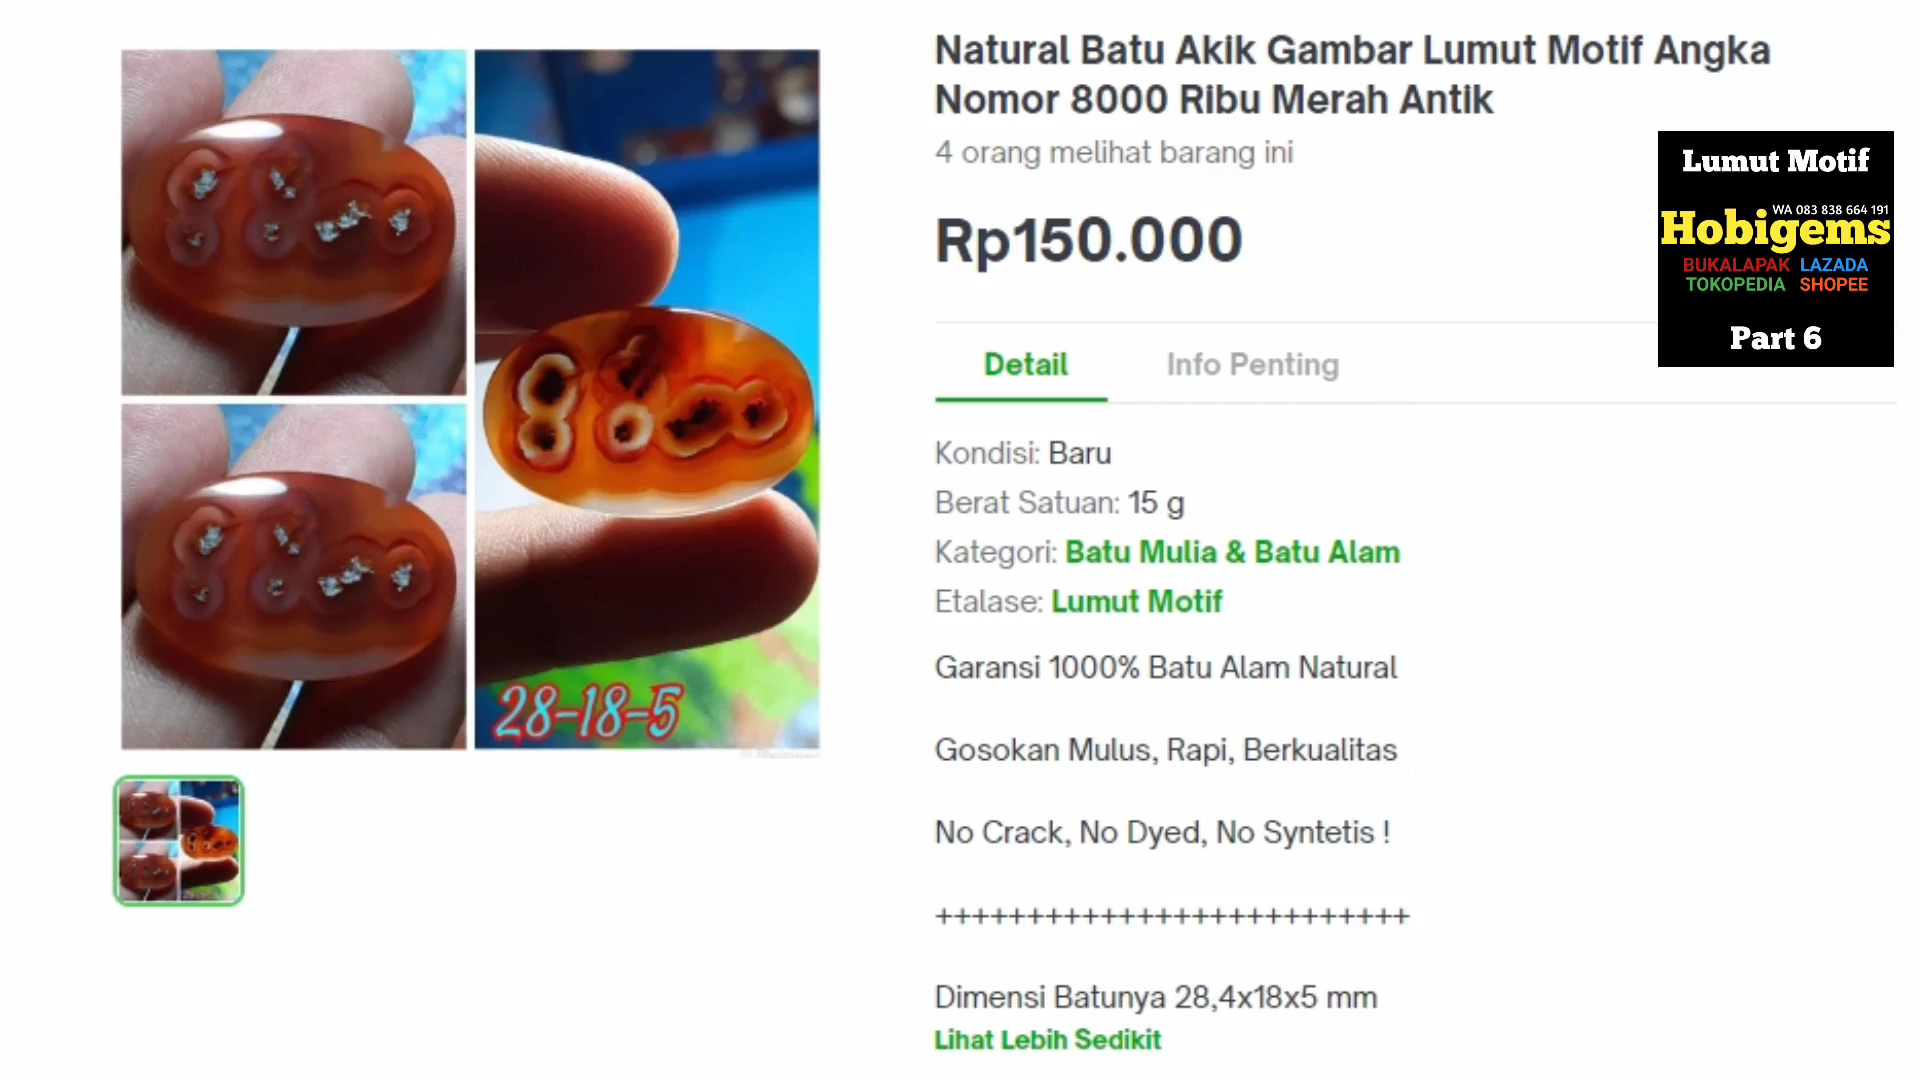 Natural Batu Akik Gambar Lumut Motif Angka
Nomor 8000 Ribu Merah Antik
4 orang melihat barang ini
Rp150.000
Detail
Info Penting
Kondisi: Baru
Berat Satuan: 15 g
Kategori: Batu Mulia & Batu Alam
Etalase: Lumut Motif
Garansi 1000% Batu Alam Natural
Gosokan Mulus, Rapi, Berkualitas
No Crack, No Dyed, No Syntetis !
++++++++++++++++++++++++++
Dimensi Batunya 28,4x18x5 mm
Lihat Lebih Sedikit
28-18-5
Lumut Motif
WA 083 838 664 191
Hobigems
BUKALAPAK LAZADA
TOKOPEDIA SHOPEE
Part 6